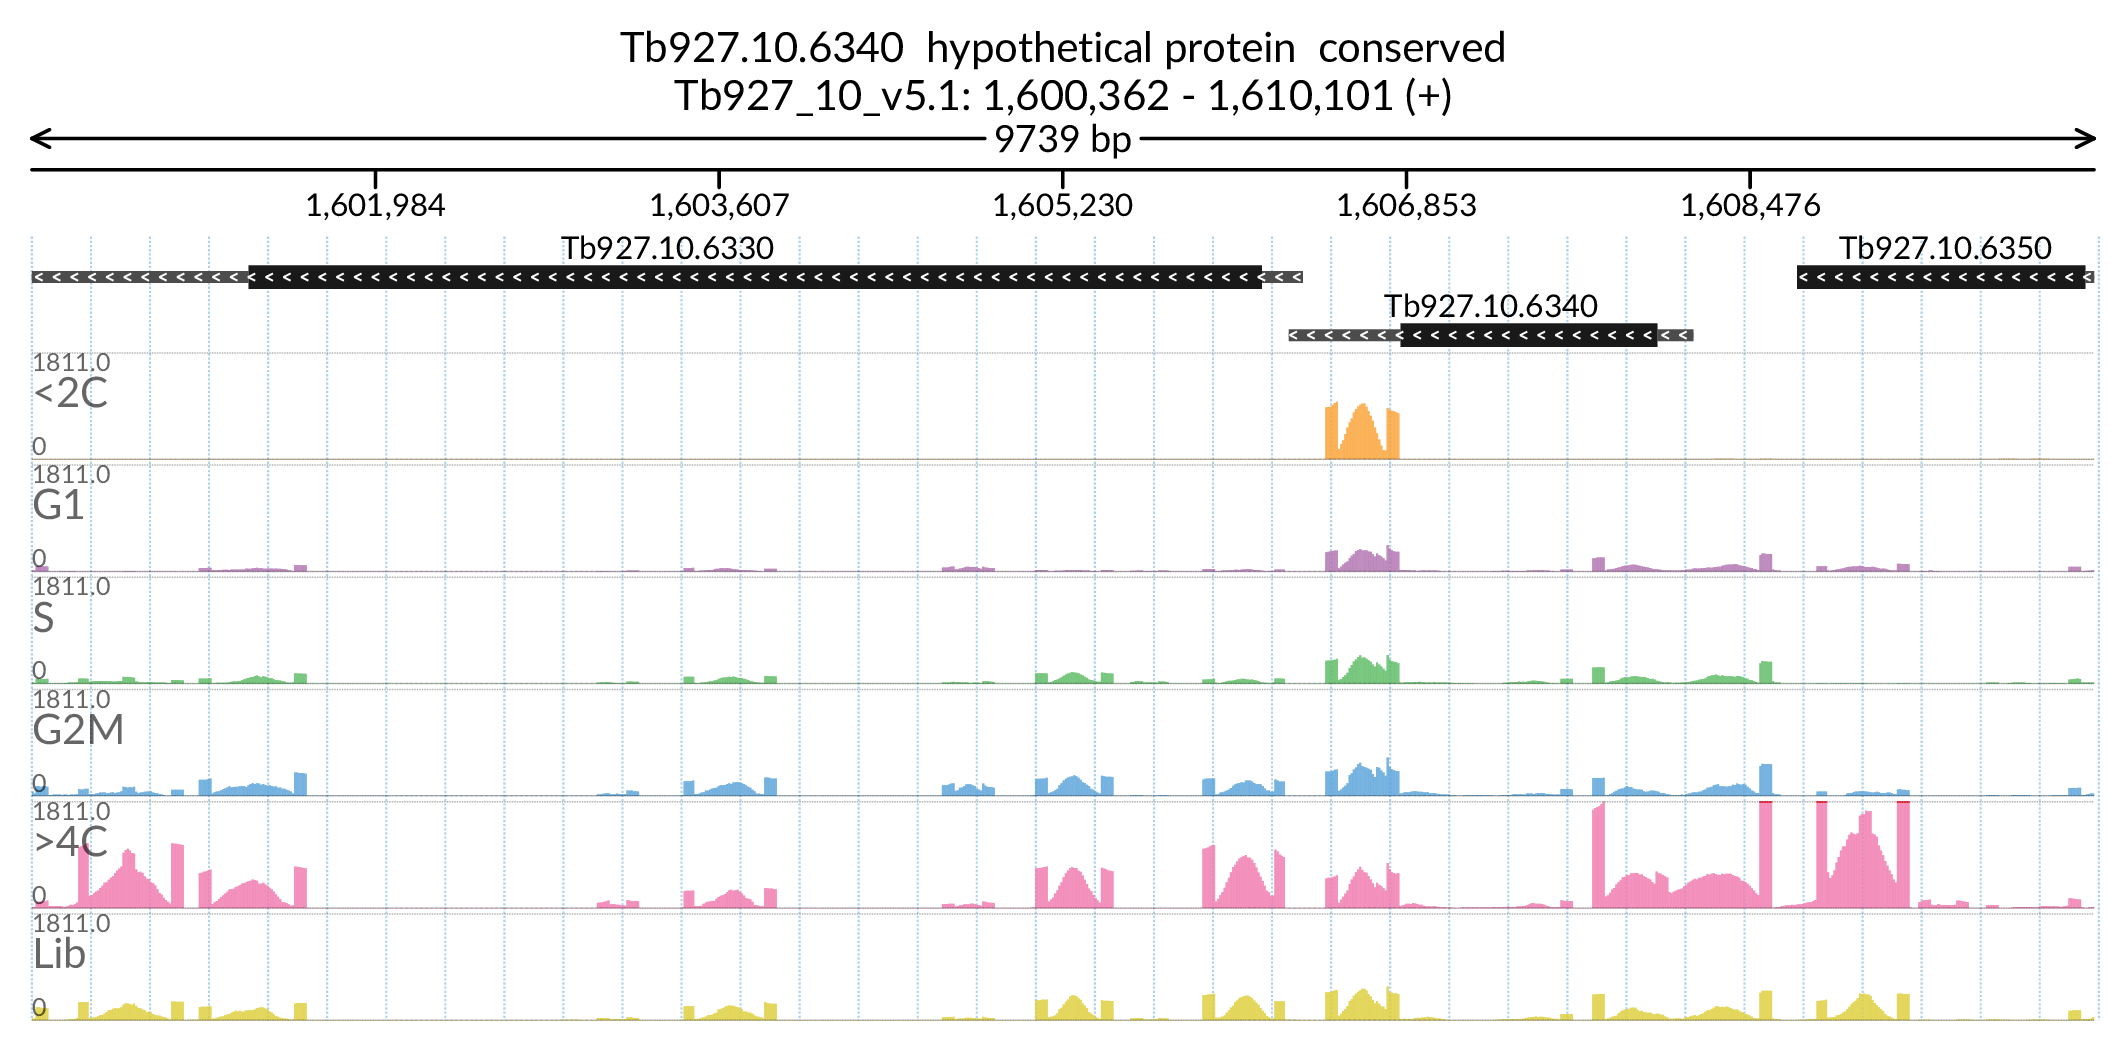 Tb927.10.6340  hypothetical protein  conserved
Tb927_10_v5.1: 1,600,362 - 1,610,101 (+)
9739 bp
1,601,984 1,603,607 1,605,230 1,606,853 1,608,476
Tb927.10.6330 Tb927.10.6350
Tb927.10.6340
1811.0
<2C
0
1811.0
G1
0
1811.0
S
0
1811.0
G2M
0
1811.0
>4C
0
1811.0
Lib
0